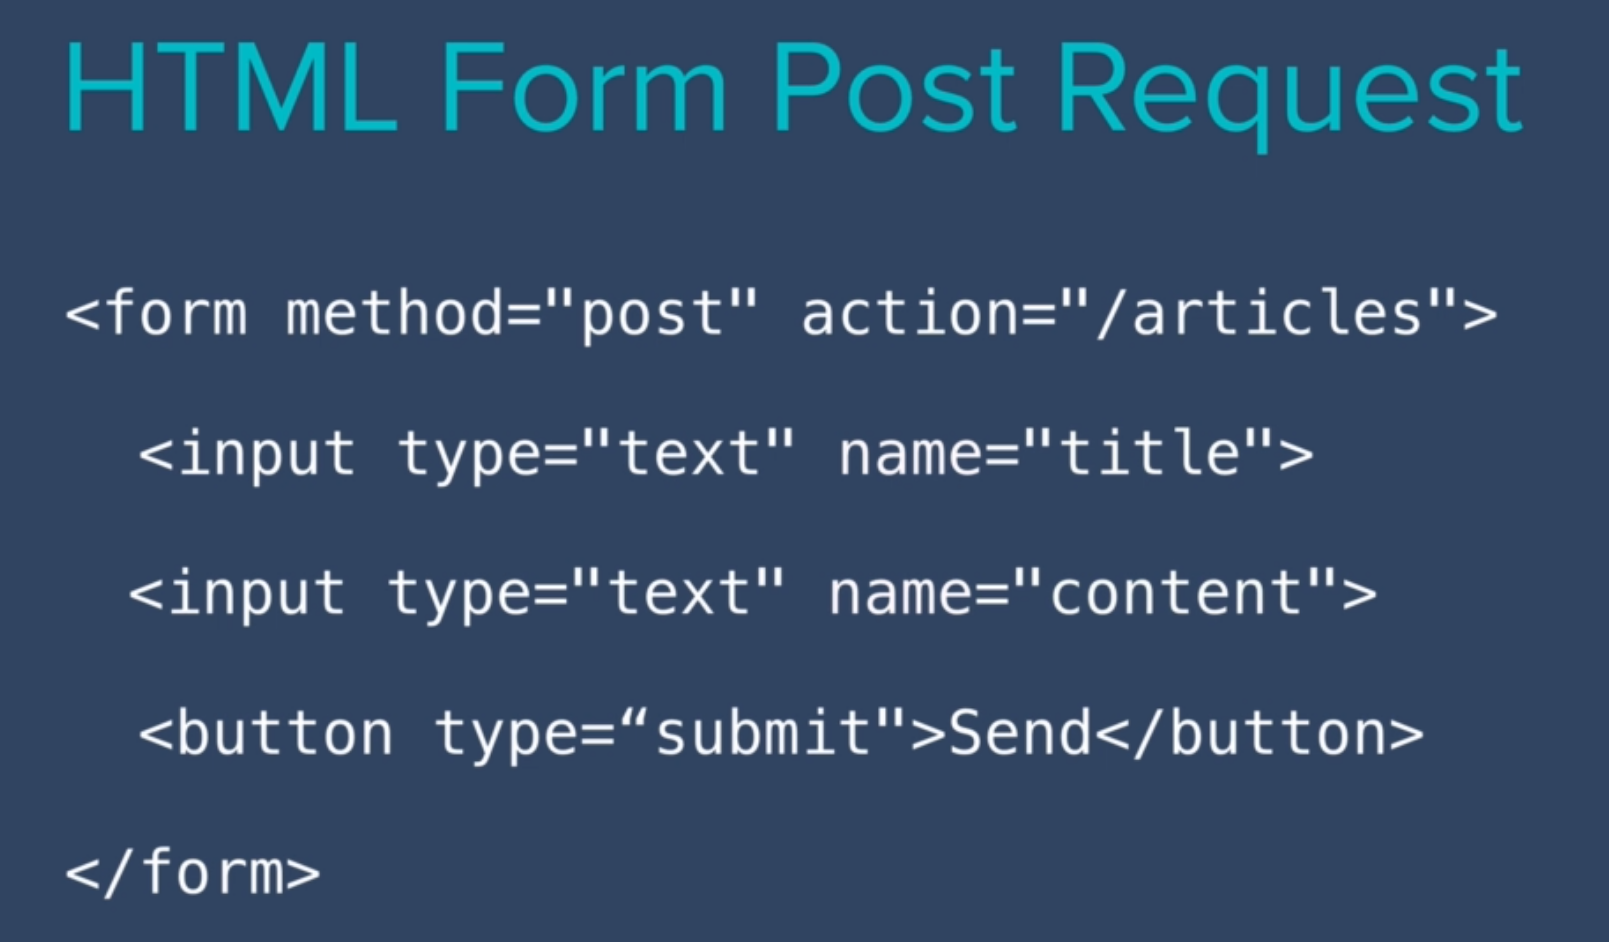 HTML Form Post Request
<form method="post" action="/articles">
<input type="text" name="title">
<input type="text" name="content">
<button type=“submit">Send</button>
</form>